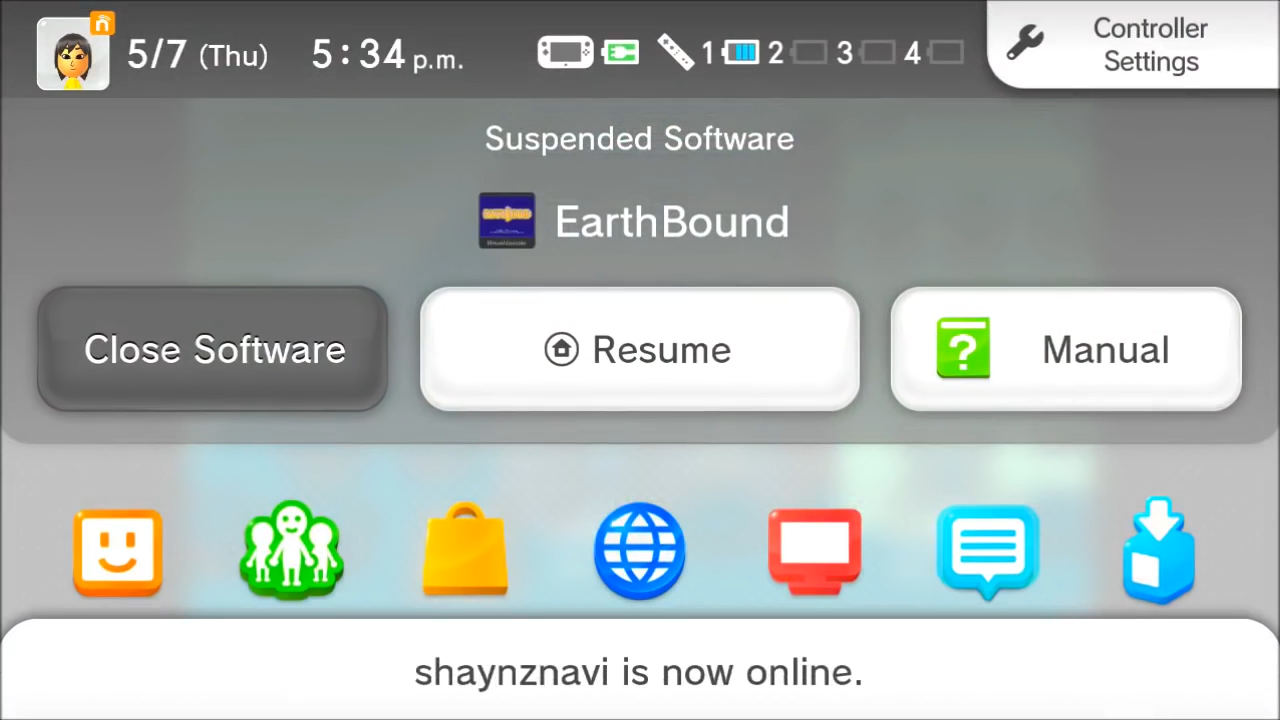 5/7 (Thu) 5:34 p.m. 1 2 3 4
Controller
Settings
Suspended Software
EarthBound
Close Software
Resume
? Manual
shaynznavi is now online.